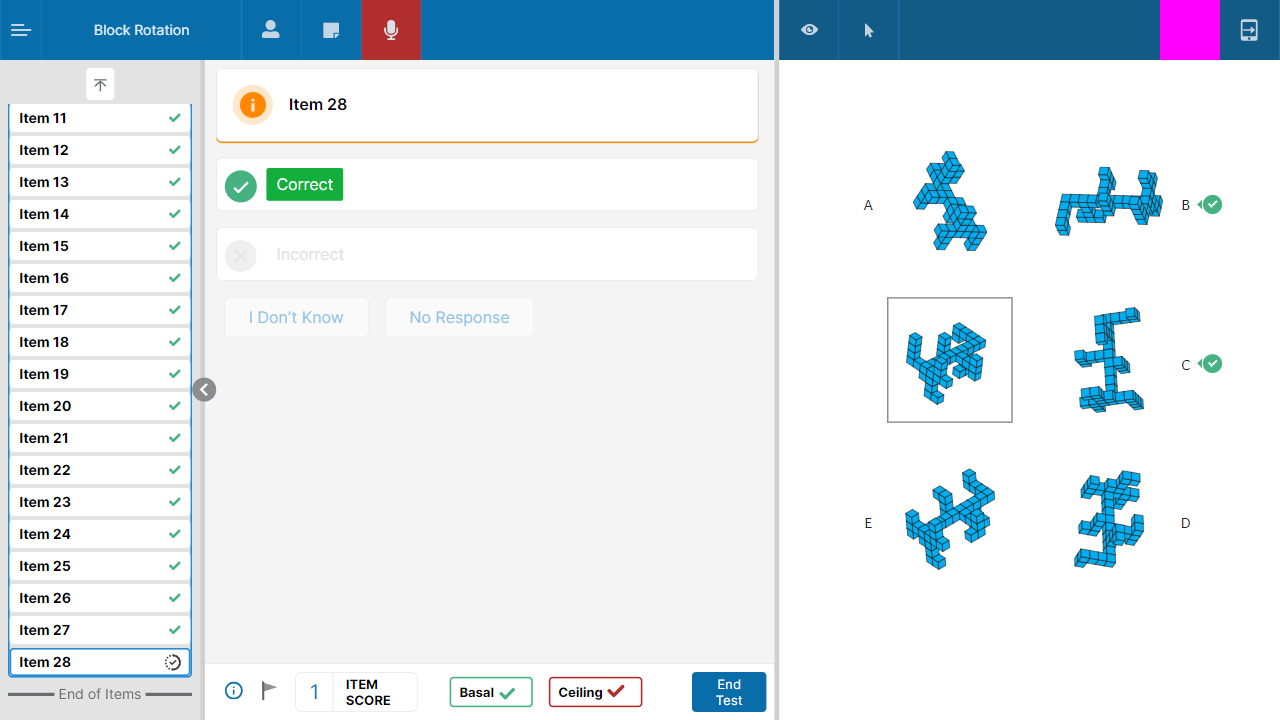 Block Rotation
Item 11
Item 12
Item 13
Item 14
Item 15
Item 16
Item 17
Item 18
Item 19
Item 20
Item 21
Item 22
Item 23
Item 24
Item 25
Item 26
Item 27
Item 28
End of Items
Item 28
Correct
Incorrect
I Don't Know
No Response
1
ITEM
SCORE
Basal
Ceiling
End
Test
A
B
C
E
D